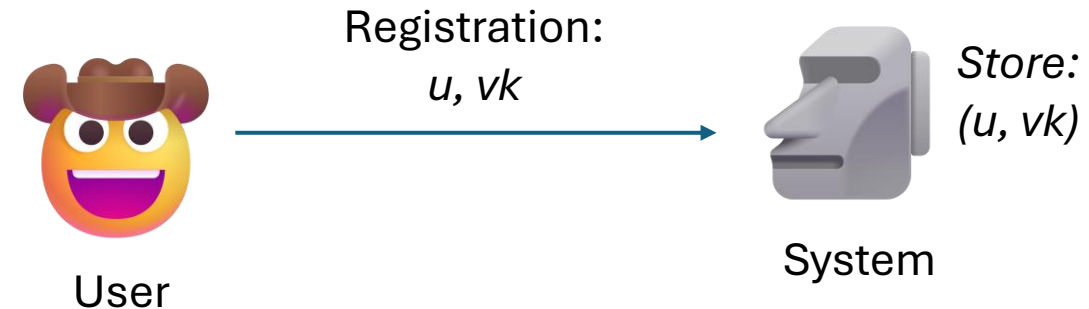 Registration:
u, vk
Store:
(u, vk)
User
System